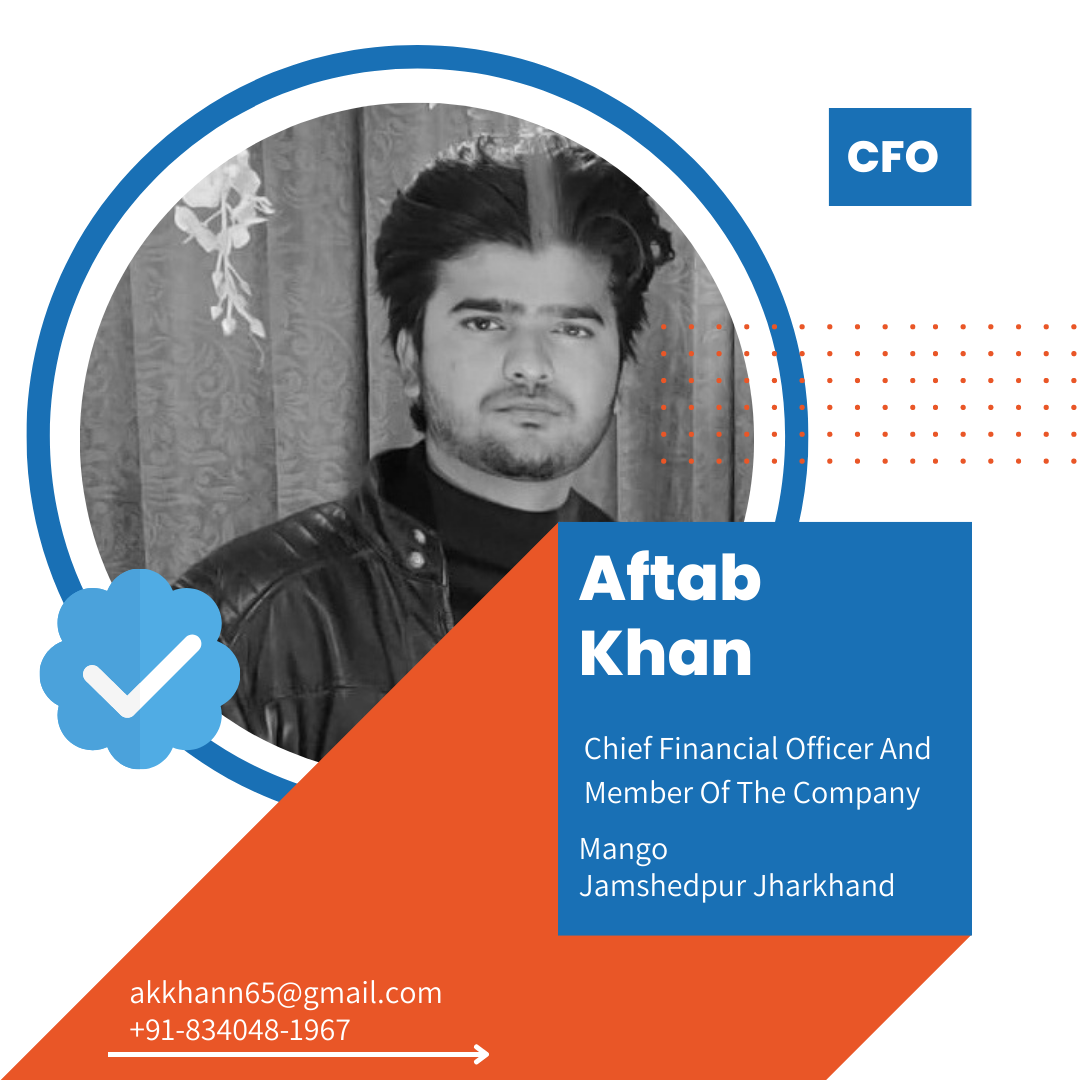 CFO
Aftab
Khan
Chief Financial Officer And
Member Of The Company
Mango
Jamshedpur Jharkhand
akkhann65@gmail.com
+91-834048-1967